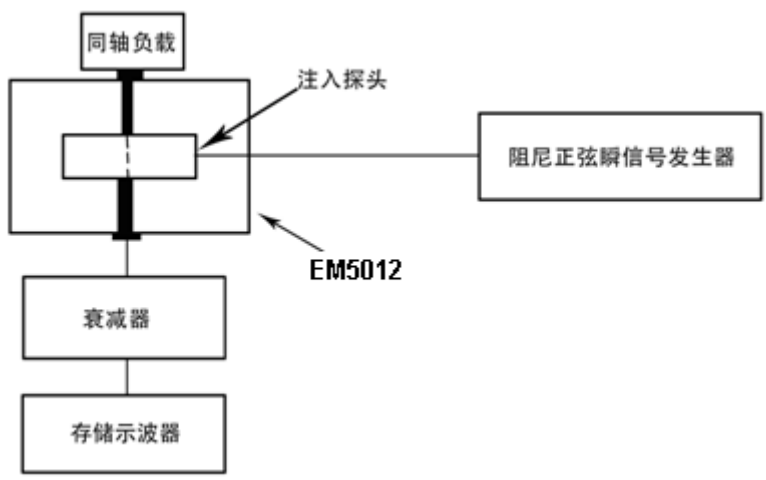 同轴负载
注入探头
阻尼正弦瞬信号发生器
EM5012
衰减器
存储示波器